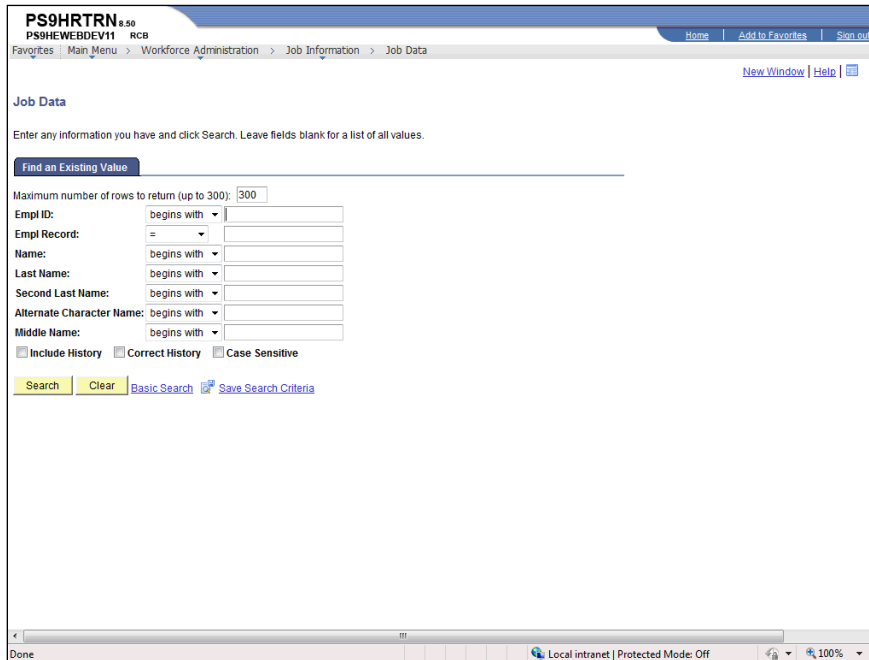 PS9HRTRN 8.50
PS9HEWEBDEV11 RCB
Home | Add to Favorites | Sign out
Favorites Main Menu > Workforce Administration > Job Information > Job Data
New Window | Help |
Job Data
Enter any information you have and click Search. Leave fields blank for a list of all values.
Find an Existing Value
Maximum number of rows to return (up to 300): 300
Empl ID: begins with
Empl Record: =
Name: begins with
Last Name: begins with
Second Last Name: begins with
Alternate Character Name: begins with
Middle Name: begins with
Include History Correct History Case Sensitive
Search Clear Basic Search Save Search Criteria
Done Local intranet | Protected Mode: Off 100%